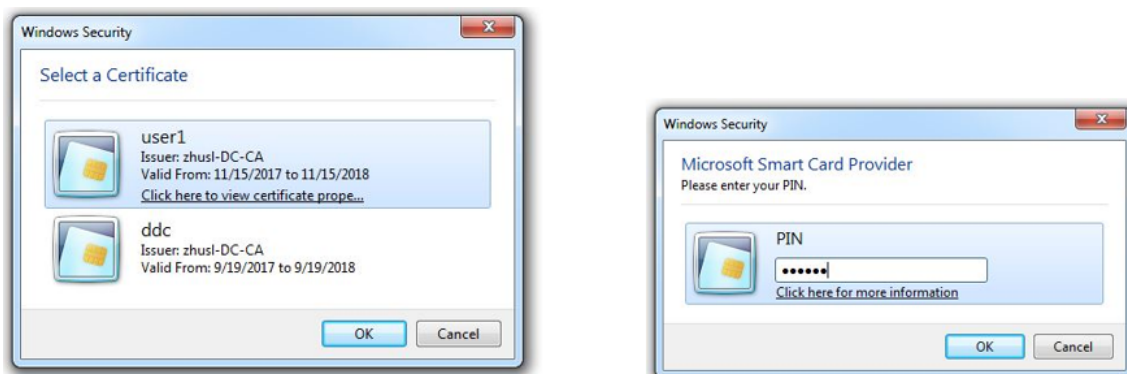 Windows Security
Select a Certificate
user1
Issuer: zhusl-DC-CA
Valid From: 11/15/2017 to 11/15/2018
Click here to view certificate prope...
ddc
Issuer: zhusl-DC-CA
Valid From: 9/19/2017 to 9/19/2018
OK
Cancel
Windows Security
Microsoft Smart Card Provider
Please enter your PIN.
PIN
••••••
Click here for more information
OK
Cancel